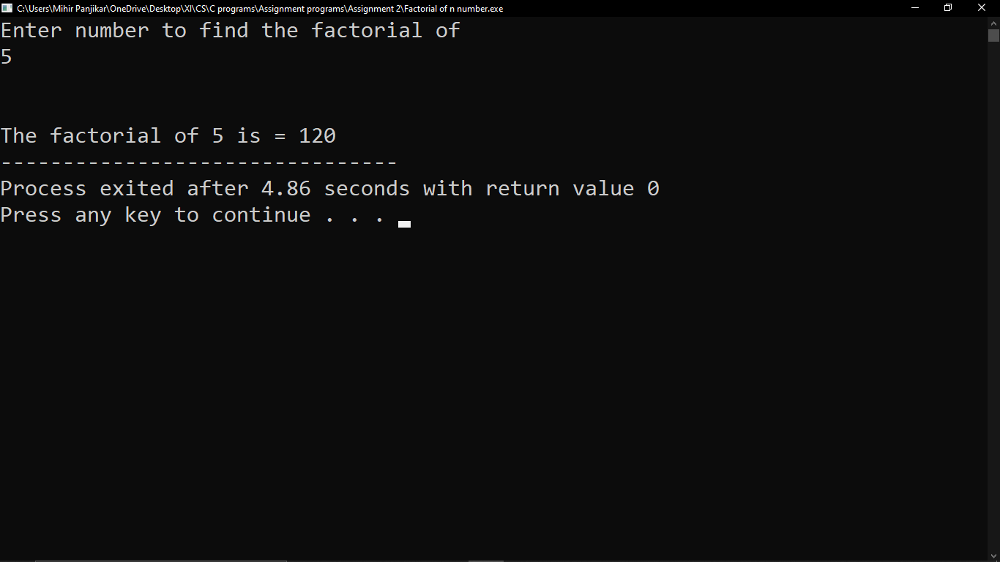 C:\Users\Mihir Panjikar\OneDrive\Desktop\XI\CS\C programs\Assignment programs\Assignment 2\Factorial of n number.exe
Enter number to find the factorial of
5
The factorial of 5 is = 120
--------------------------------
Process exited after 4.86 seconds with return value 0
Press any key to continue . . .